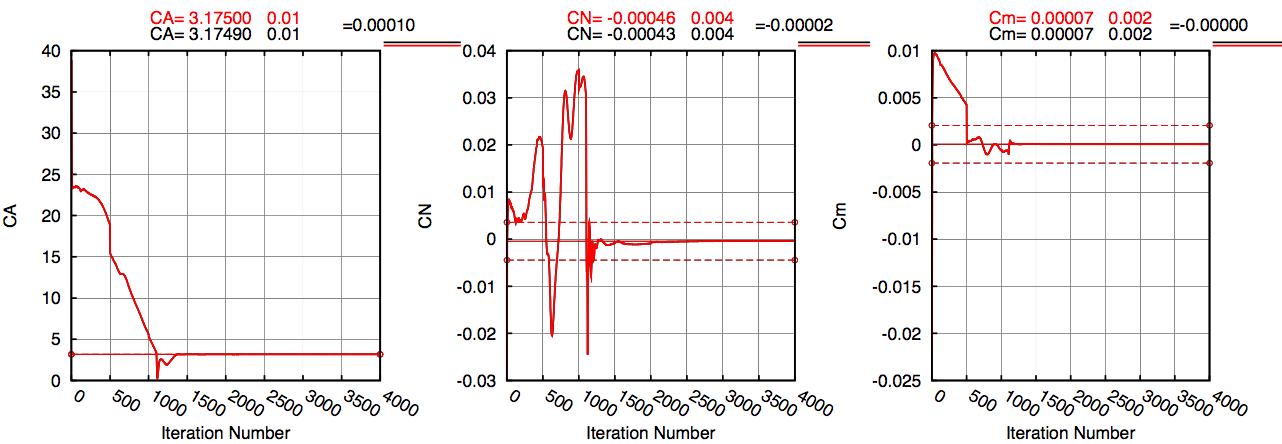 CA= 3.17500 0.01
CA= 3.17490 0.01
=-0.00010
CN= -0.00046 0.004
CN= -0.00043 0.004
=-0.00002
Cm= 0.00007 0.002
Cm= 0.00007 0.002
=-0.00000
40
35
30
25
20
15
10
5
0
CA
0 500 1000 1500 2000 2500 3000 3500 4000
Iteration Number
0.04
0.03
0.02
0.01
0
-0.01
-0.02
-0.03
CN
0 500 1000 1500 2000 2500 3000 3500 4000
Iteration Number
0.01
0.005
0
-0.005
-0.01
-0.015
-0.02
-0.025
Cm
0 500 1000 1500 2000 2500 3000 3500 4000
Iteration Number